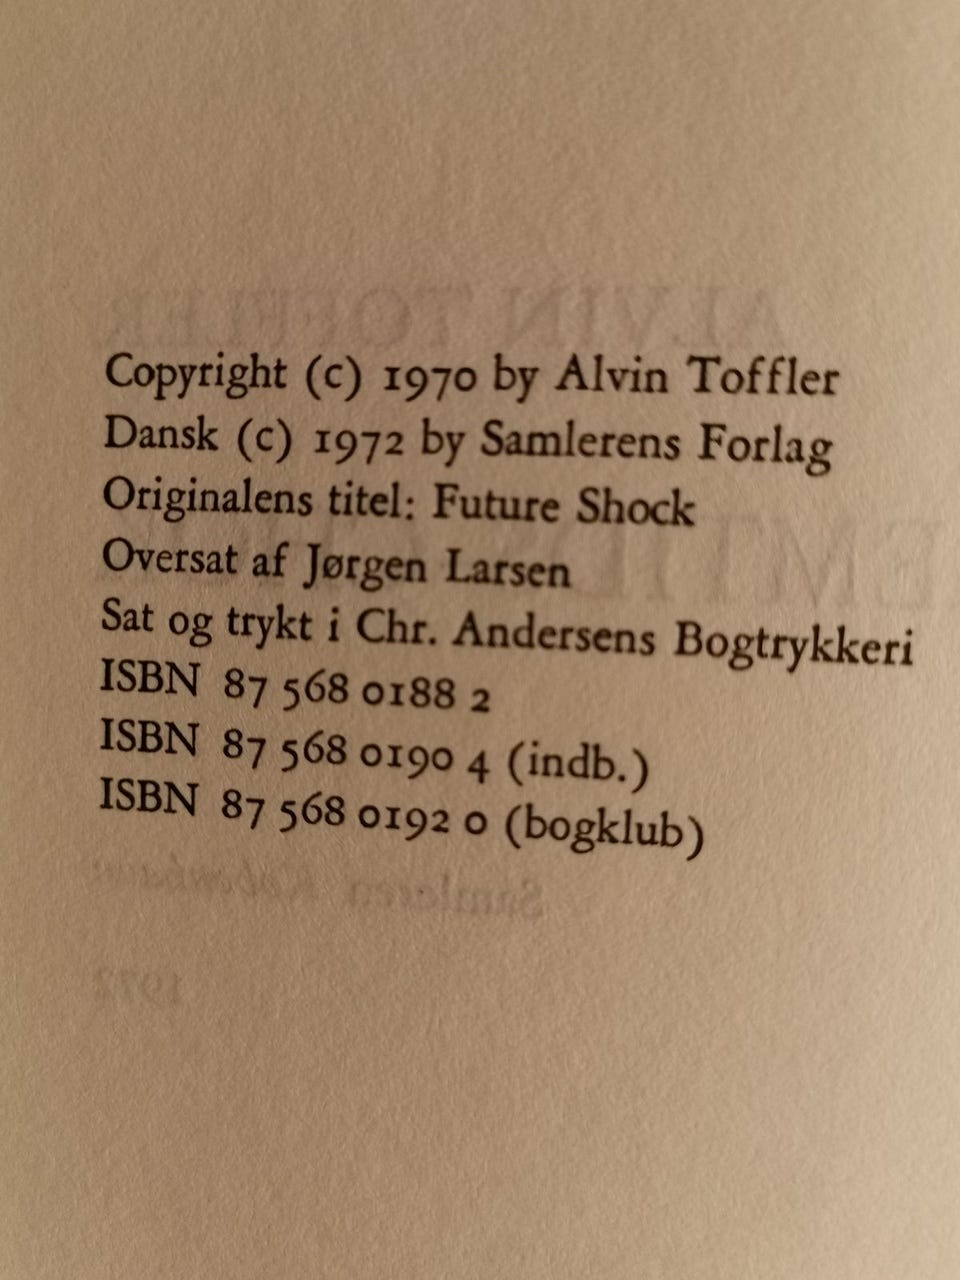 Copyright (c) 1970 by Alvin Toffler
Dansk (c) 1972 by Samlerens Forlag
Originalens titel: Future Shock
Oversat af Jørgen Larsen
Sat og trykt i Chr. Andersens Bogtrykkeri
ISBN 87 568 0188 2
ISBN 87 568 0190 4 (indb.)
ISBN 87 568 0192 0 (bogklub)